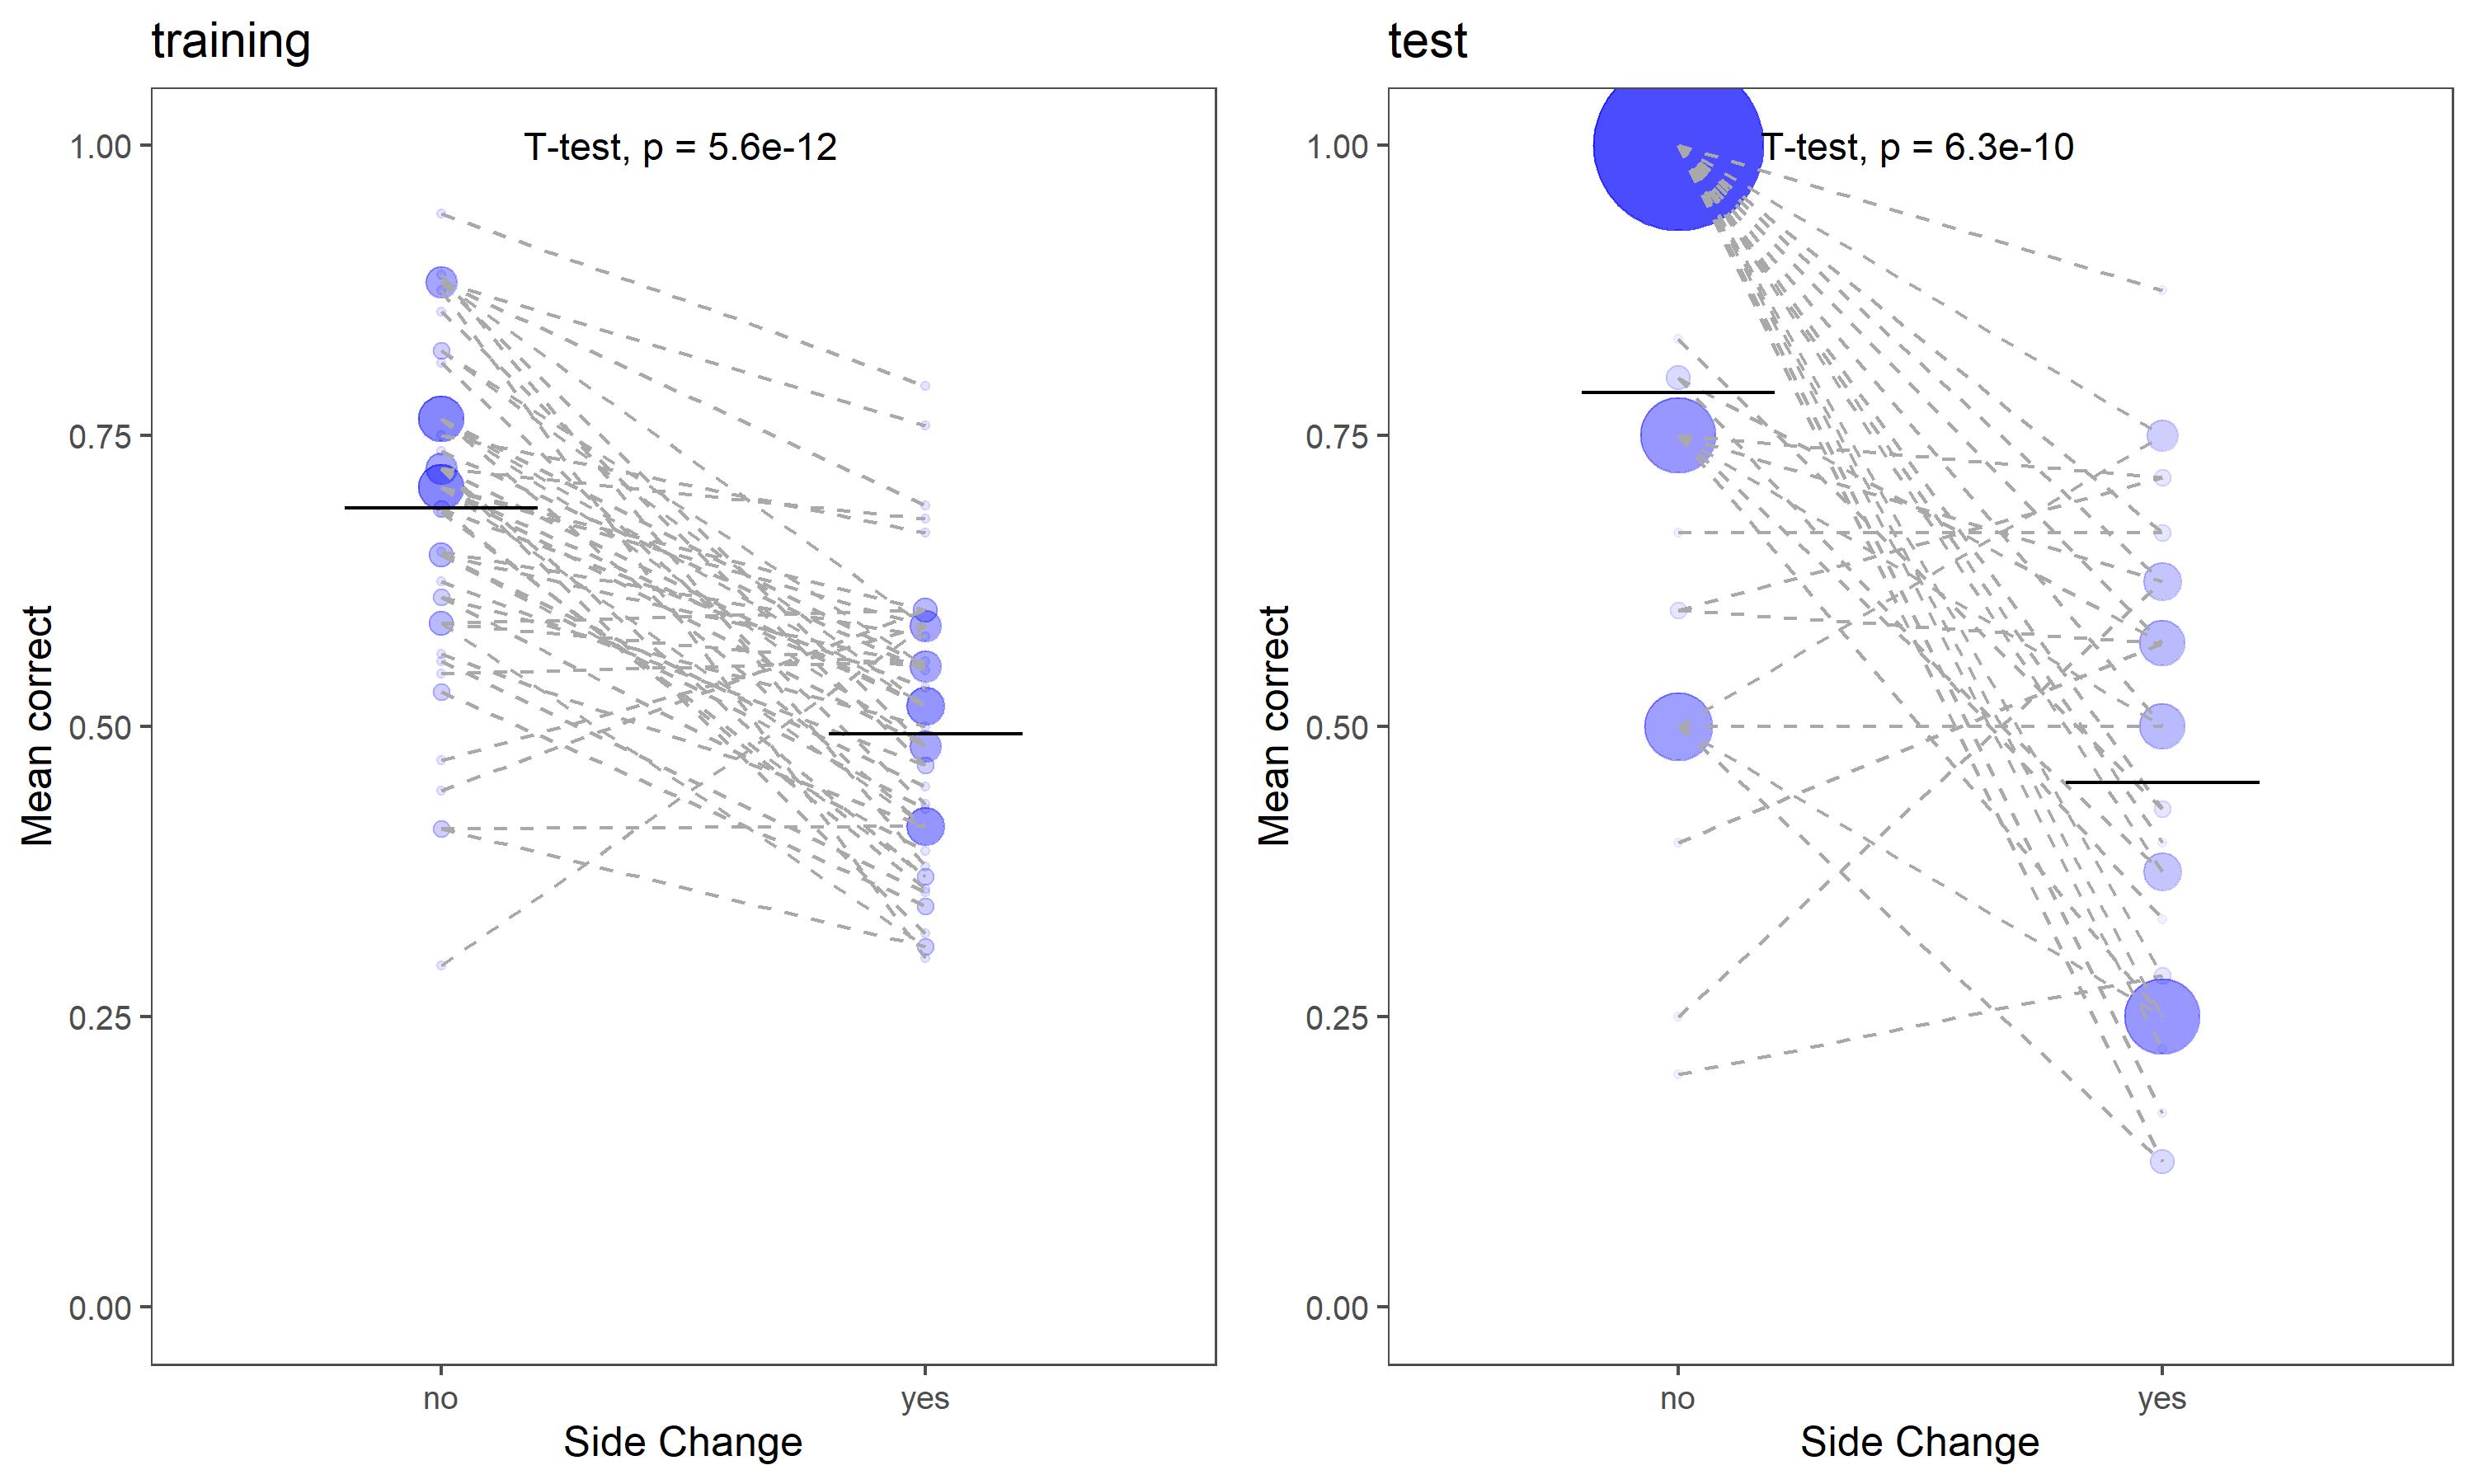 training
T-test, p = 5.6e-12
1.00
0.75
0.50
0.25
0.00
Mean correct
no
yes
Side Change
test
T-test, p = 6.3e-10
1.00
0.75
0.50
0.25
0.00
Mean correct
no
yes
Side Change